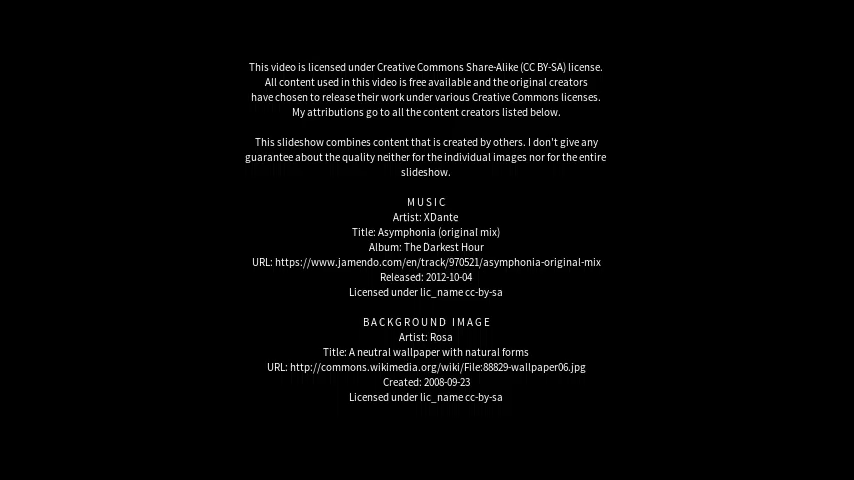 This video is licensed under Creative Commons Share-Alike (CC BY-SA) license.
All content used in this video is free available and the original creators
have chosen to release their work under various Creative Commons licenses.
My attributions go to all the content creators listed below.
This slideshow combines content that is created by others. I don't give any
guarantee about the quality neither for the individual images nor for the entire
slideshow.
MUSIC
Artist: XDante
Title: Asymphonia (original mix)
Album: The Darkest Hour
URL: https://www.jamendo.com/en/track/970521/asymphonia-original-mix
Released: 2012-10-04
Licensed under lic_name cc-by-sa
BACKGROUND IMAGE
Artist: Rosa
Title: A neutral wallpaper with natural forms
URL: http://commons.wikimedia.org/wiki/File:88829-wallpaper06.jpg
Created: 2008-09-23
Licensed under lic_name cc-by-sa